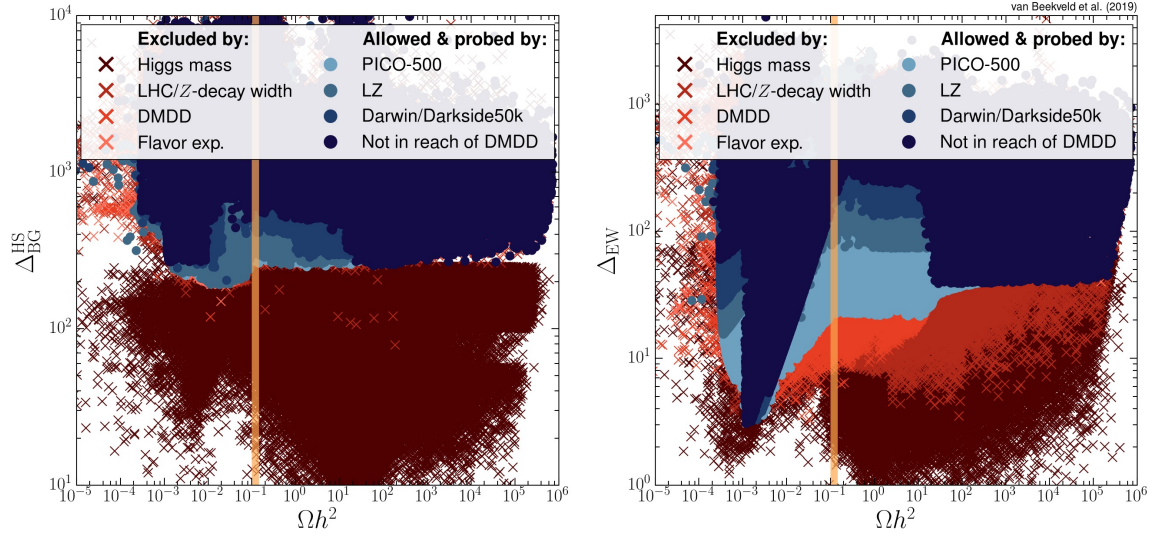 van Beekveld et al. (2019)
10^4
10^3
10^2
10^1
Δ_BG^HS
Excluded by:
Higgs mass
LHC/Z-decay width
DMDD
Flavor exp.
Allowed & probed by:
PICO-500
LZ
Darwin/Darkside50k
Not in reach of DMDD
10^−5 10^−4 10^−3 10^−2 10^−1 10^0 10^1 10^2 10^3 10^4 10^5 10^6
Ωh^2
10^3
10^2
10^1
10^0
Δ_EW
Excluded by:
Higgs mass
LHC/Z-decay width
DMDD
Flavor exp.
Allowed & probed by:
PICO-500
LZ
Darwin/Darkside50k
Not in reach of DMDD
10^−5 10^−4 10^−3 10^−2 10^−1 10^0 10^1 10^2 10^3 10^4 10^5 10^6
Ωh^2